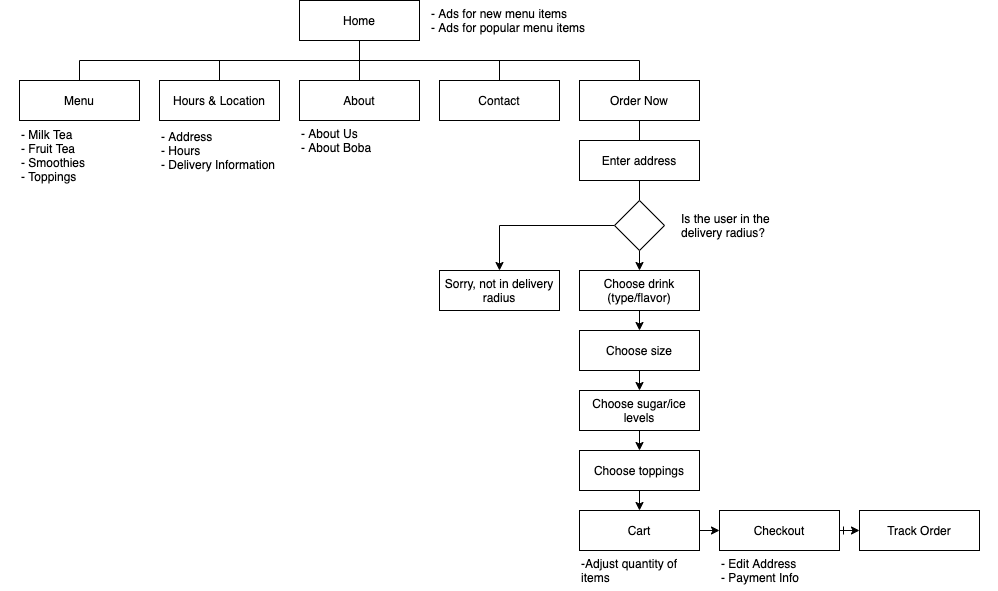 Home
- Ads for new menu items
- Ads for popular menu items
Menu
Hours & Location
About
Contact
Order Now
- Milk Tea
- Fruit Tea
- Smoothies
- Toppings
- Address
- Hours
- Delivery Information
- About Us
- About Boba
Enter address
Is the user in the
delivery radius?
Sorry, not in delivery
radius
Choose drink
(type/flavor)
Choose size
Choose sugar/ice
levels
Choose toppings
Cart
Checkout
Track Order
-Adjust quantity of
items
- Edit Address
- Payment Info